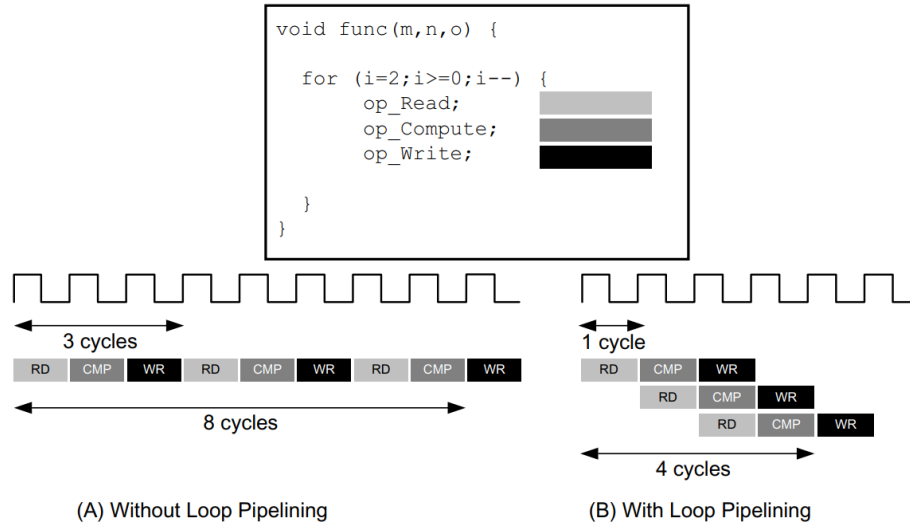 void func(m,n,o) {
for (i=2;i>=0;i--) {
op_Read;
op_Compute;
op_Write;
}
}
3 cycles
RD CMP WR RD CMP WR RD CMP WR
8 cycles
(A) Without Loop Pipelining
1 cycle
RD CMP WR
RD CMP WR
RD CMP WR
4 cycles
(B) With Loop Pipelining